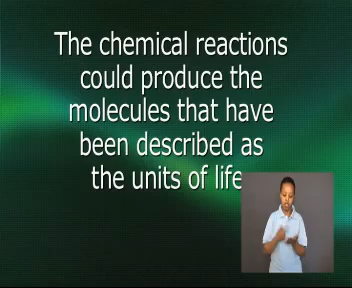 The chemical reactions
could produce the
molecules that have
been described as
the units of life